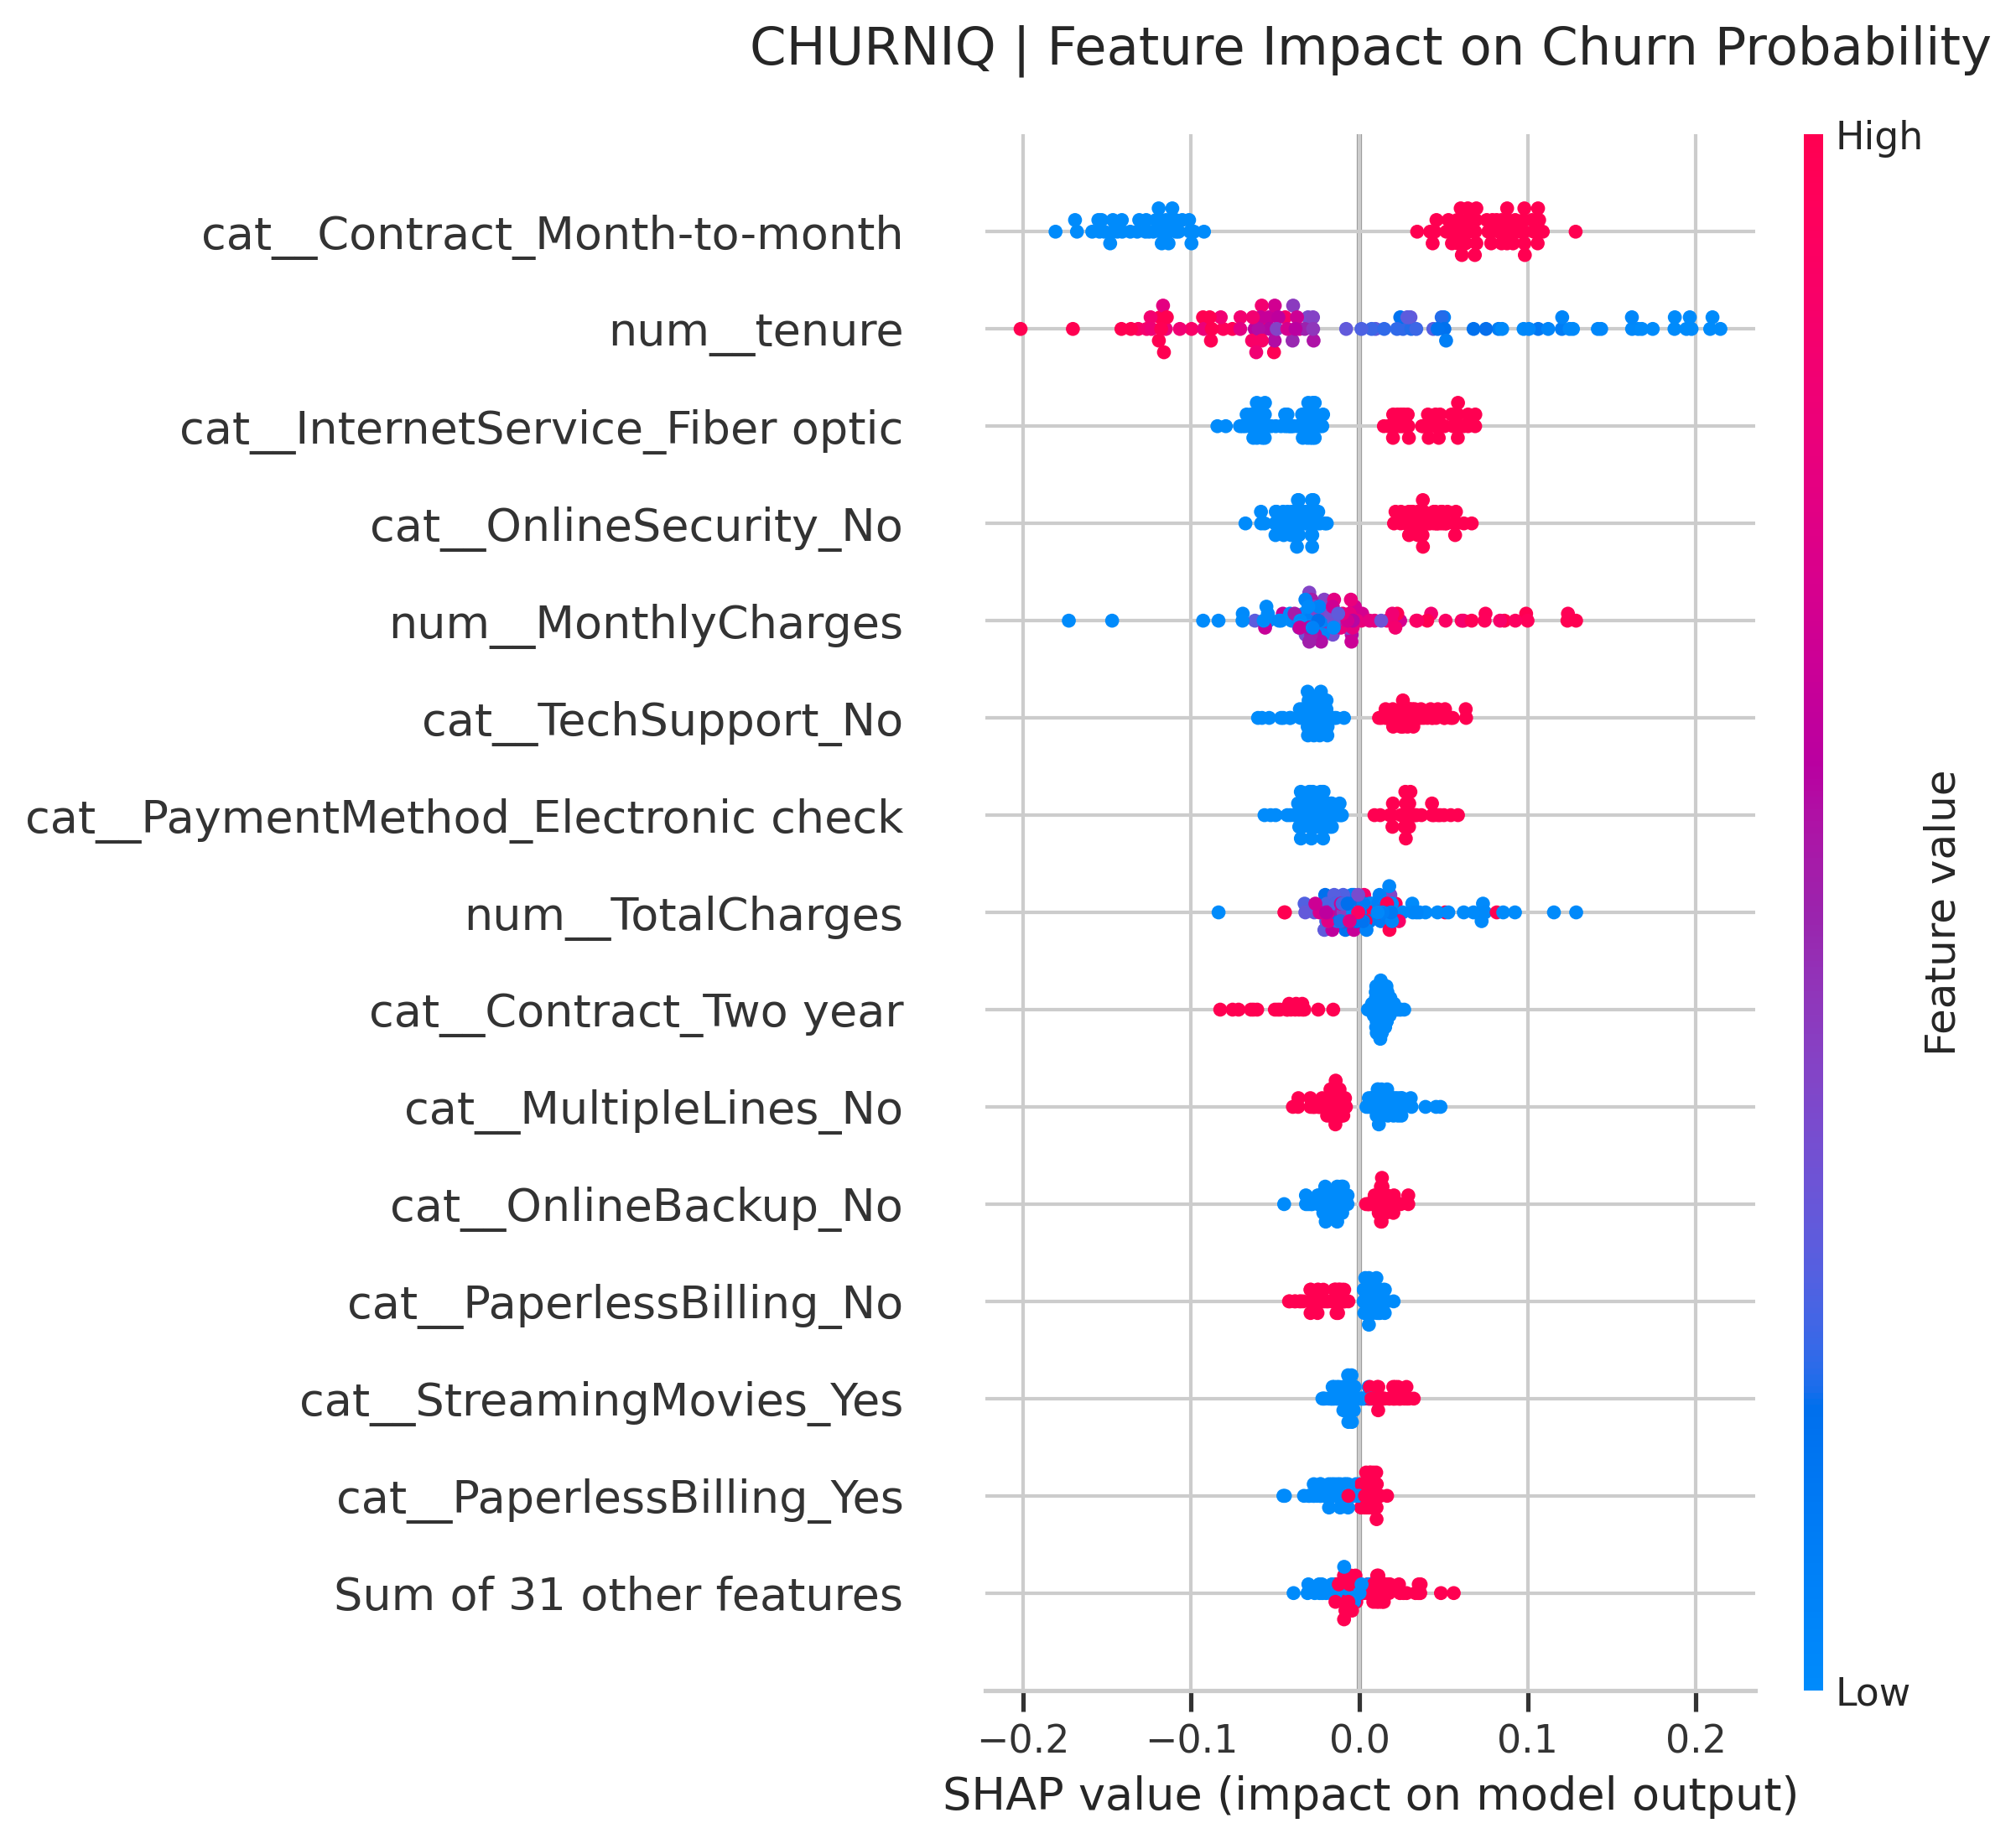 CHURNIQ | Feature Impact on Churn Probability
High
cat__Contract_Month-to-month
num__tenure
cat__InternetService_Fiber optic
cat__OnlineSecurity_No
num__MonthlyCharges
cat__TechSupport_No
cat__PaymentMethod_Electronic check
num__TotalCharges
cat__Contract_Two year
cat__MultipleLines_No
cat__OnlineBackup_No
cat__PaperlessBilling_No
cat__StreamingMovies_Yes
cat__PaperlessBilling_Yes
Sum of 31 other features
Feature value
Low
−0.2 −0.1 0.0 0.1 0.2
SHAP value (impact on model output)